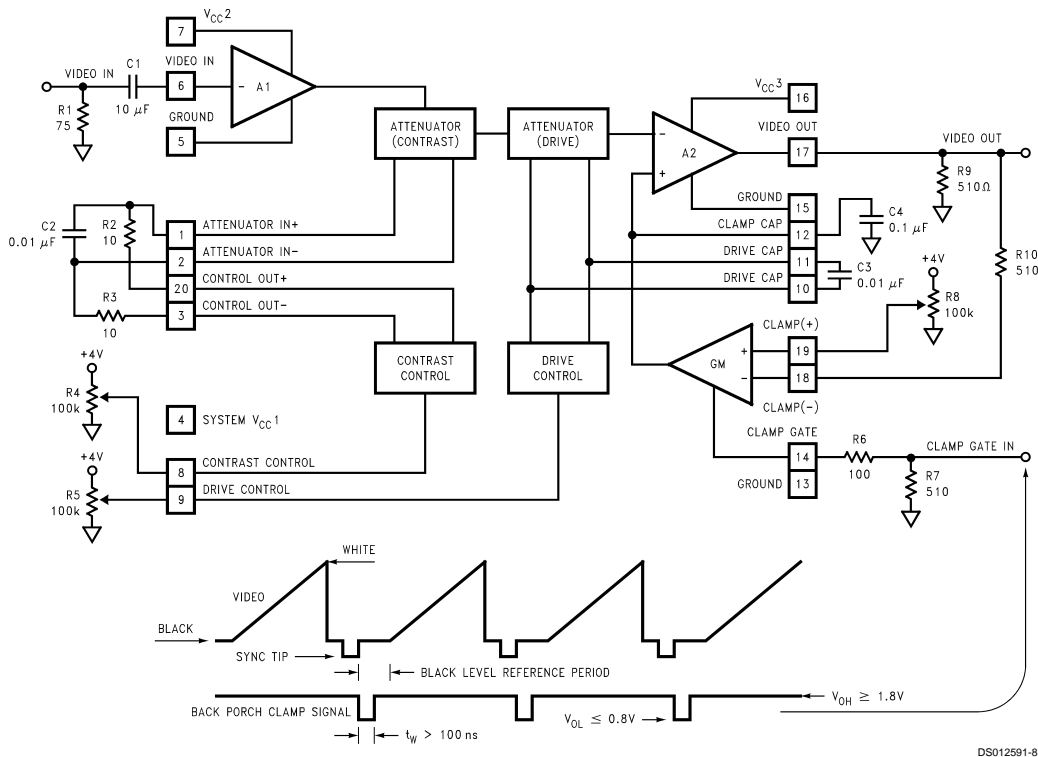 V_CC2
7
VIDEO IN
C1
10 µF
VIDEO IN
6
R1
75
GROUND
5
-
A1
ATTENUATOR
(CONTRAST)
ATTENUATOR
(DRIVE)
-
+
A2
V_CC3
16
VIDEO OUT
17
VIDEO OUT
R9
510Ω
GROUND
15
CLAMP CAP
12
C4
0.1 µF
DRIVE CAP
11
DRIVE CAP
10
C3
0.01 µF
+4V
R8
100k
R10
510
C2
0.01 µF
R2
10
1
ATTENUATOR IN+
2
ATTENUATOR IN-
20
CONTROL OUT+
3
CONTROL OUT-
R3
10
CONTRAST
CONTROL
DRIVE
CONTROL
GM
+
-
CLAMP(+)
19
18
CLAMP(-)
+4V
R4
100k
4
SYSTEM V_CC1
+4V
R5
100k
8
CONTRAST CONTROL
9
DRIVE CONTROL
CLAMP GATE
14
R6
100
CLAMP GATE IN
GROUND
13
R7
510
WHITE
VIDEO
BLACK
SYNC TIP
BLACK LEVEL REFERENCE PERIOD
BACK PORCH CLAMP SIGNAL
V_OL ≤ 0.8V
V_OH ≥ 1.8V
t_W > 100 ns
DS012591-8